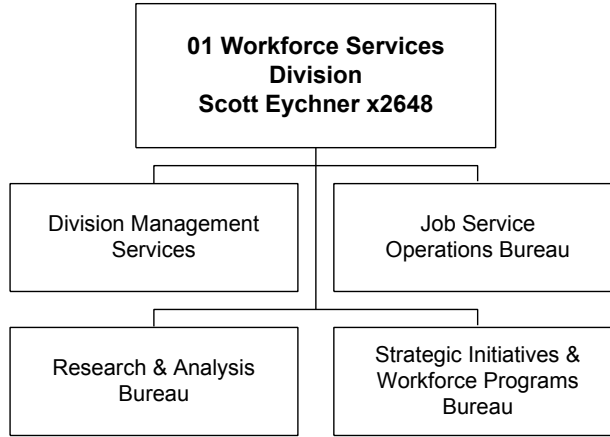 01 Workforce Services
Division
Scott Eychner x2648
Division Management
Services
Job Service
Operations Bureau
Research & Analysis
Bureau
Strategic Initiatives &
Workforce Programs
Bureau